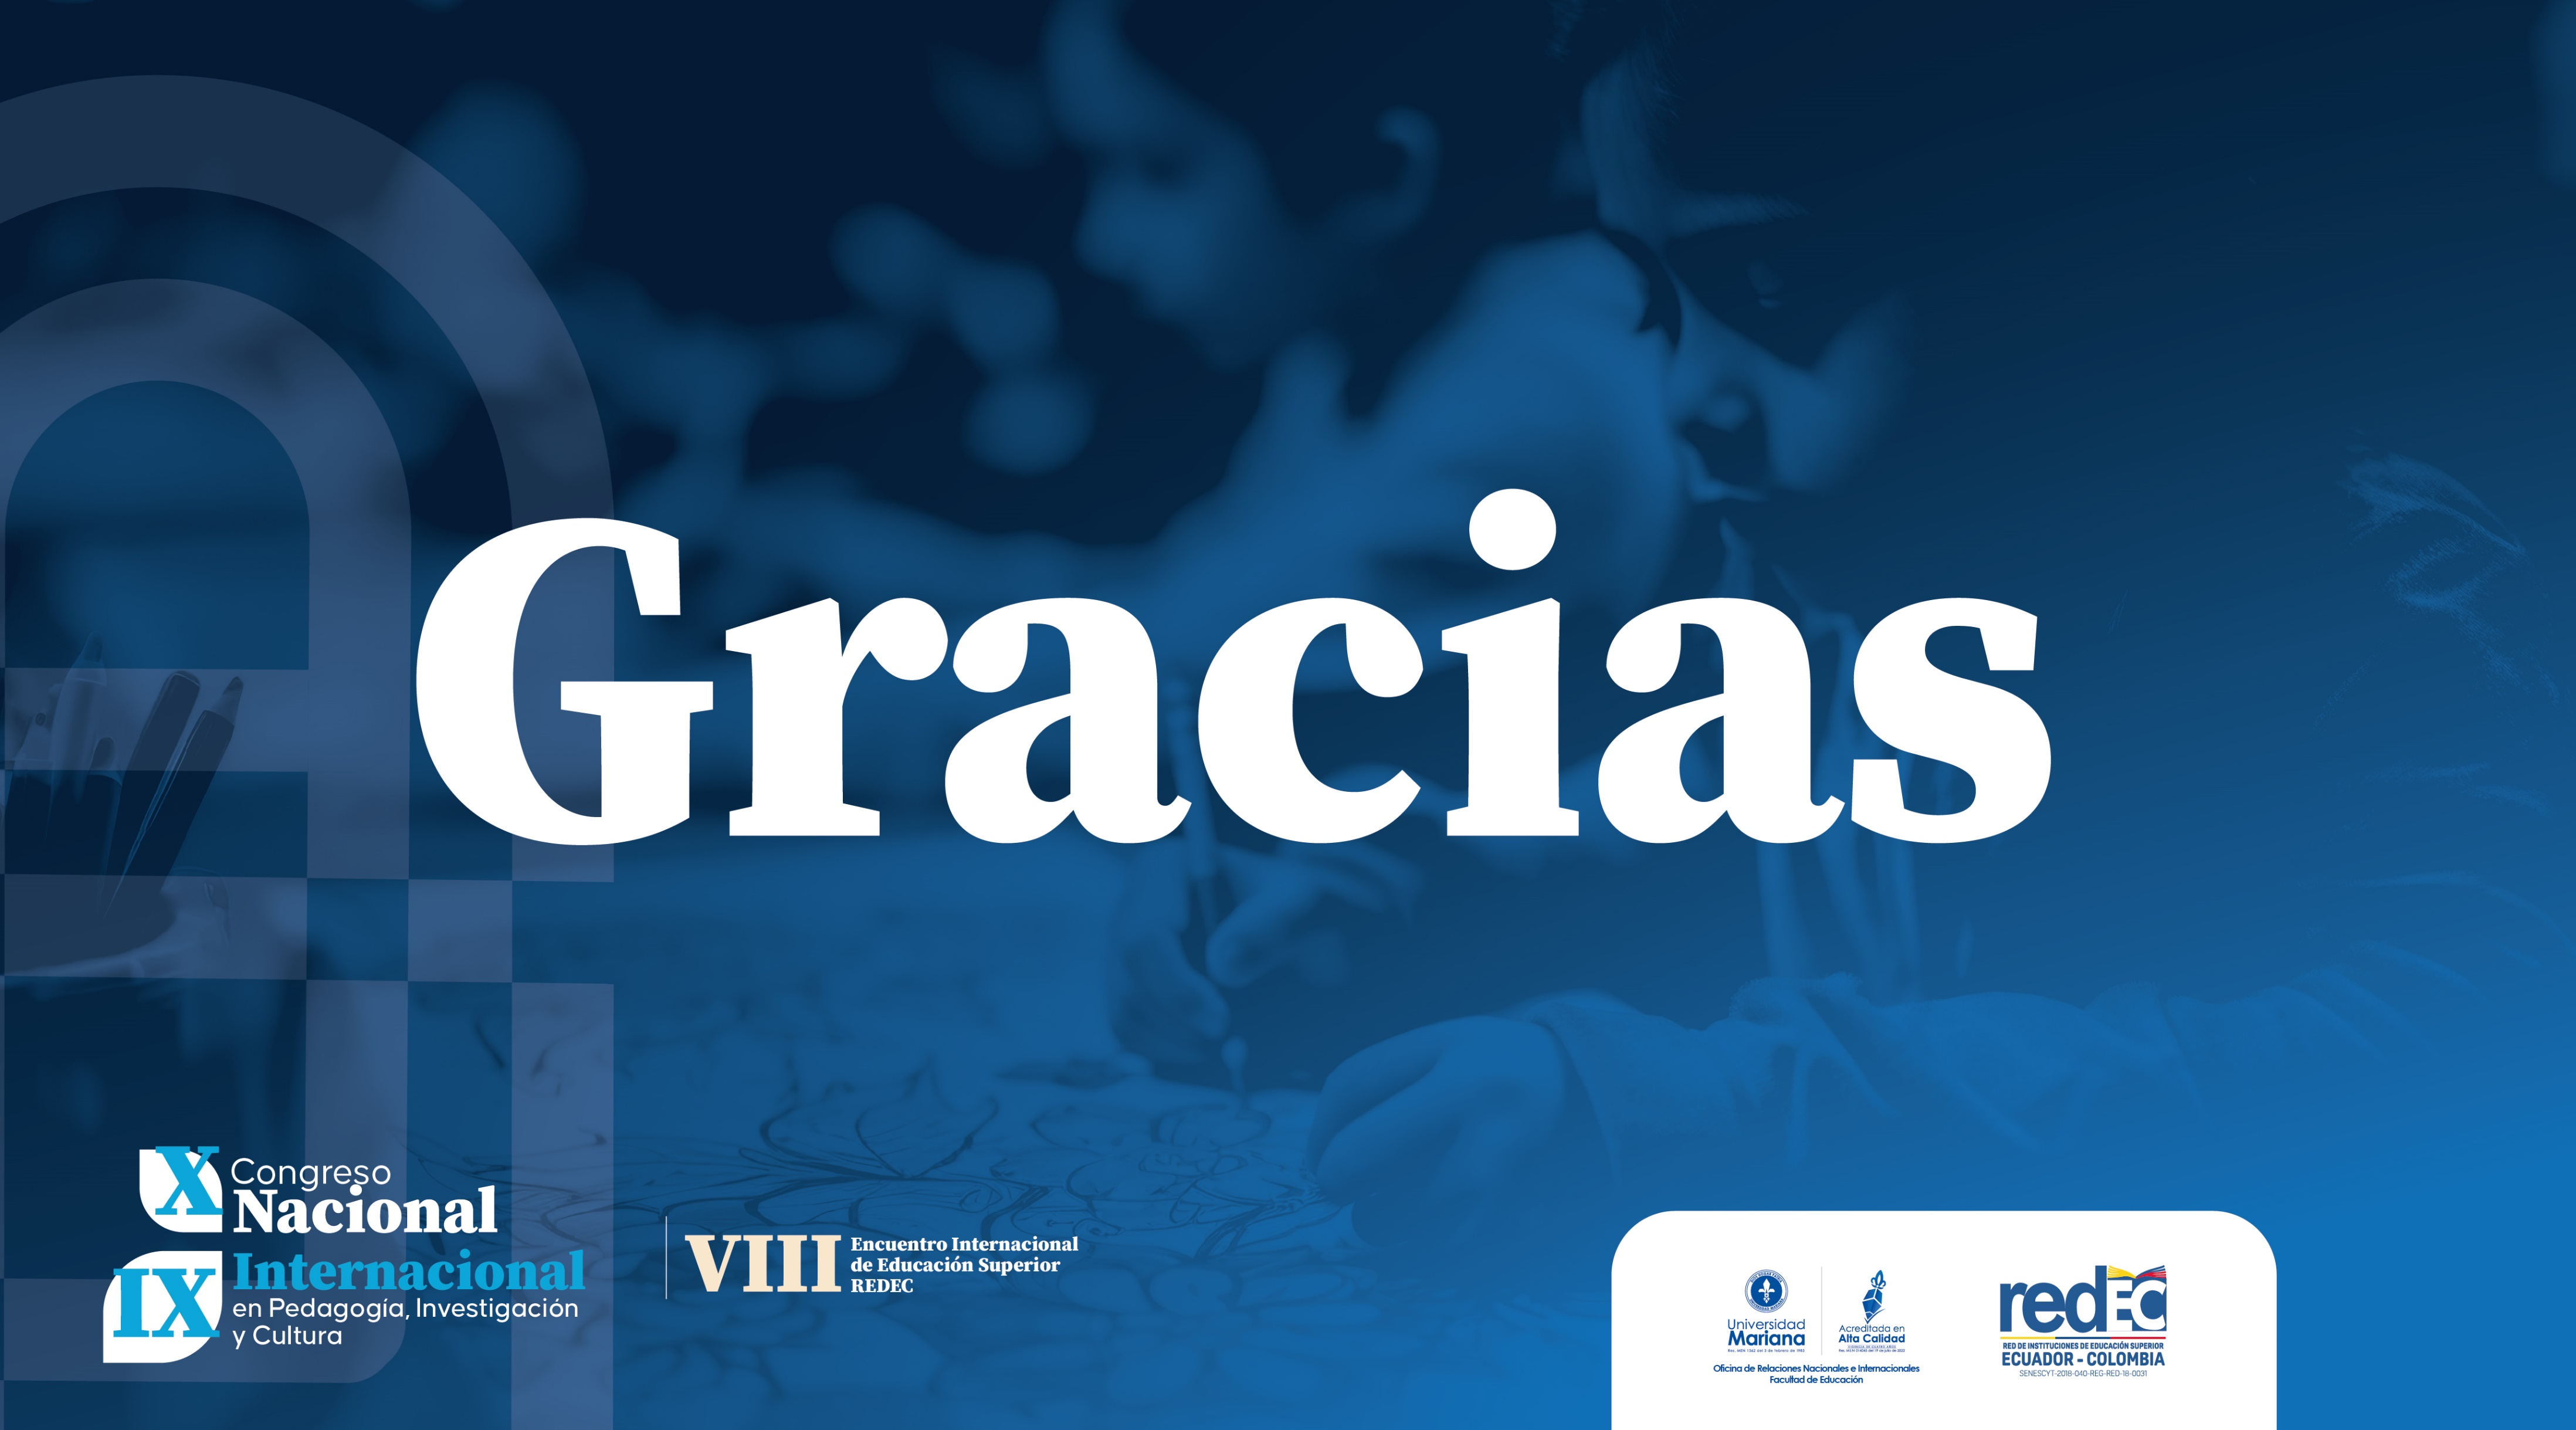 Gracias
X Congreso
Nacional
IX Internacional
en Pedagogía, Investigación
y Cultura
VIII Encuentro Internacional
de Educación Superior
REDEC
Universidad
Mariana
Acreditada en
Alta Calidad
Oficina de Relaciones Nacionales e Internacionales
Facultad de Educación
redEC
RED DE INSTITUCIONES DE EDUCACIÓN SUPERIOR
ECUADOR - COLOMBIA
SENESCYT-2018-040-REG-RED-18-0031